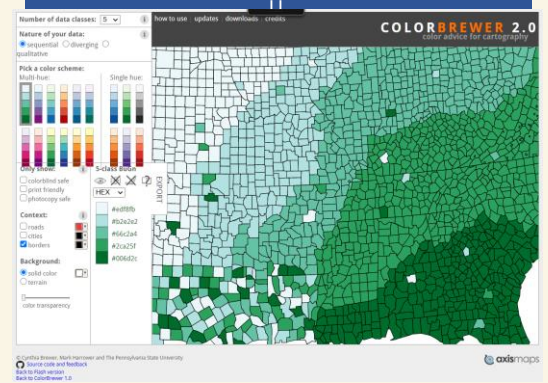 Number of data classes: 5
how to use updates downloads credits
COLORBREWER 2.0
color advice for cartography
Nature of your data:
sequential diverging
qualitative
Pick a color scheme:
Multi-hue: Single hue:
Only show:
colorblind safe
print friendly
photocopy safe
Context:
roads
cities
borders
Background:
solid color
terrain
color transparency
5-class BuGn
EXPORT
HEX
#edf8fb
#b2e2e2
#66c2a4
#2ca25f
#006d2c
© Cynthia Brewer, Mark Harrower and The Pennsylvania State University
Source code and feedback
Back to Flash version
Back to ColorBrewer 1.0
axismaps